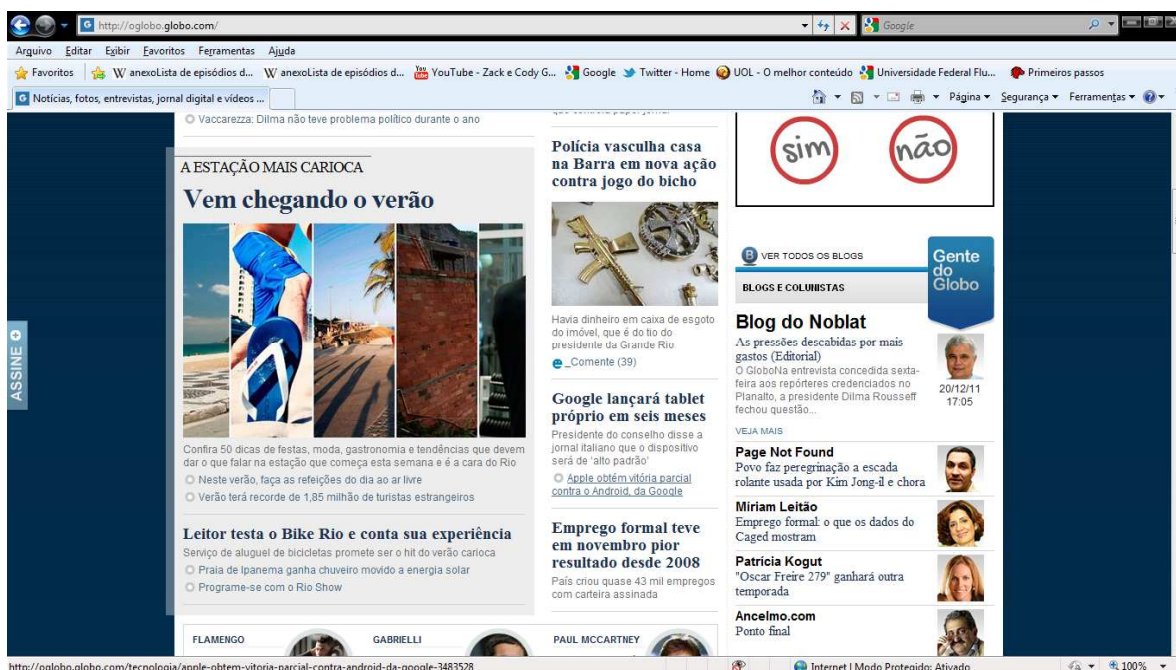 http://oglobo.globo.com/
Google
Arquivo Editar Exibir Favoritos Ferramentas Ajuda
Favoritos anexoLista de episódios d... anexoLista de episódios d... YouTube - Zack e Cody G... Google Twitter - Home UOL - O melhor conteúdo Universidade Federal Flu... Primeiros passos
Notícias, fotos, entrevistas, jornal digital e vídeos ...
Página Segurança Ferramentas
ASSINE
Vaccarezza: Dilma não teve problema político durante o ano
A ESTAÇÃO MAIS CARIOCA
Vem chegando o verão
Confira 50 dicas de festas, moda, gastronomia e tendências que devem
dar o que falar na estação que começa esta semana e é a cara do Rio
Neste verão, faça as refeições do dia ao ar livre
Verão terá recorde de 1,85 milhão de turistas estrangeiros
Leitor testa o Bike Rio e conta sua experiência
Serviço de aluguel de bicicletas promete ser o hit do verão carioca
Praia de Ipanema ganha chuveiro movido a energia solar
Programe-se com o Rio Show
FLAMENGO
GABRIELLI
PAUL MCCARTNEY
que controla papel jornal
Polícia vasculha casa
na Barra em nova ação
contra jogo do bicho
Havia dinheiro em caixa de esgoto
do imóvel, que é do tio do
presidente da Grande Rio
_Comente (39)
Google lançará tablet
próprio em seis meses
Presidente do conselho disse a
jornal italiano que o dispositivo
será de 'alto padrão'
Apple obtém vitória parcial
contra o Android, da Google
Emprego formal teve
em novembro pior
resultado desde 2008
País criou quase 43 mil empregos
com carteira assinada
sim
não
VER TODOS OS BLOGS
BLOGS E COLUNISTAS
Gente
do
Globo
Blog do Noblat
As pressões descabidas por mais
gastos (Editorial)
O GloboNa entrevista concedida sexta-
feira aos repórteres credenciados no
Planalto, a presidente Dilma Rousseff
fechou questão...
20/12/11
17:05
VEJA MAIS
Page Not Found
Povo faz peregrinação a escada
rolante usada por Kim Jong-il e chora
Míriam Leitão
Emprego formal: o que os dados do
Caged mostram
Patrícia Kogut
"Oscar Freire 279" ganhará outra
temporada
Ancelmo.com
Ponto final
http://oglobo.globo.com/tecnologia/apple-obtem-vitoria-parcial-contra-android-da-google-3483528
Internet | Modo Protegido: Ativado
100%